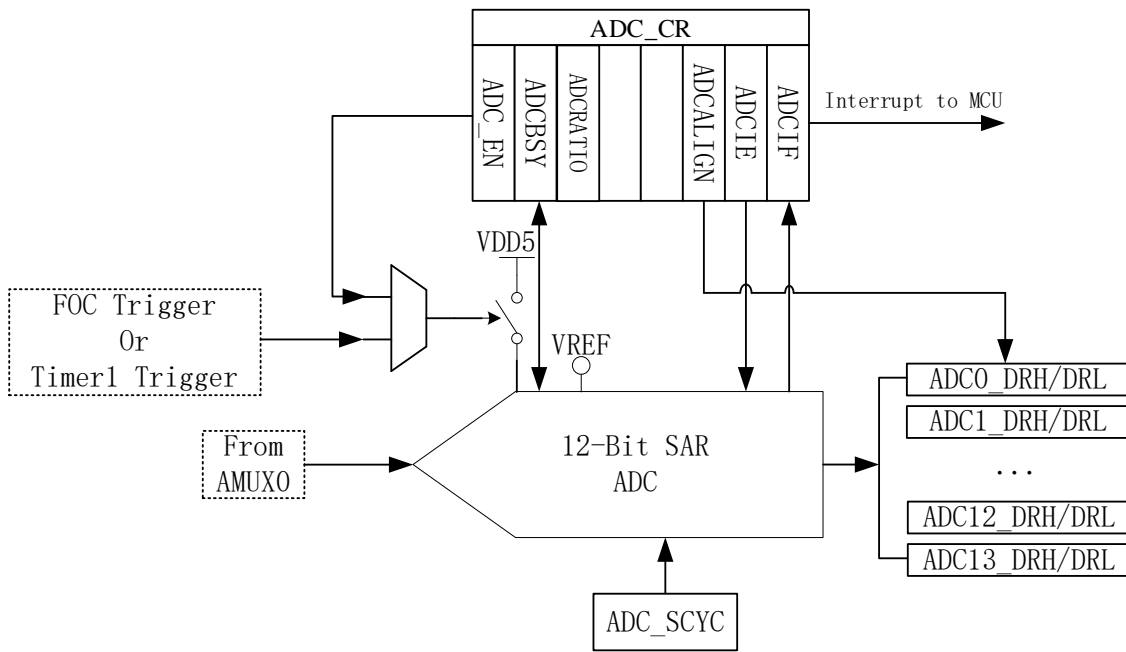 ADC_CR
ADC_EN
ADCBSY
ADCRATIO
ADCALIGN
ADCIE
ADCIF
Interrupt to MCU
VDD5
FOC Trigger
Or
Timer1 Trigger
VREF
ADC0_DRH/DRL
ADC1_DRH/DRL
...
ADC12_DRH/DRL
ADC13_DRH/DRL
12-Bit SAR
ADC
From
AMUX0
ADC_SCYC